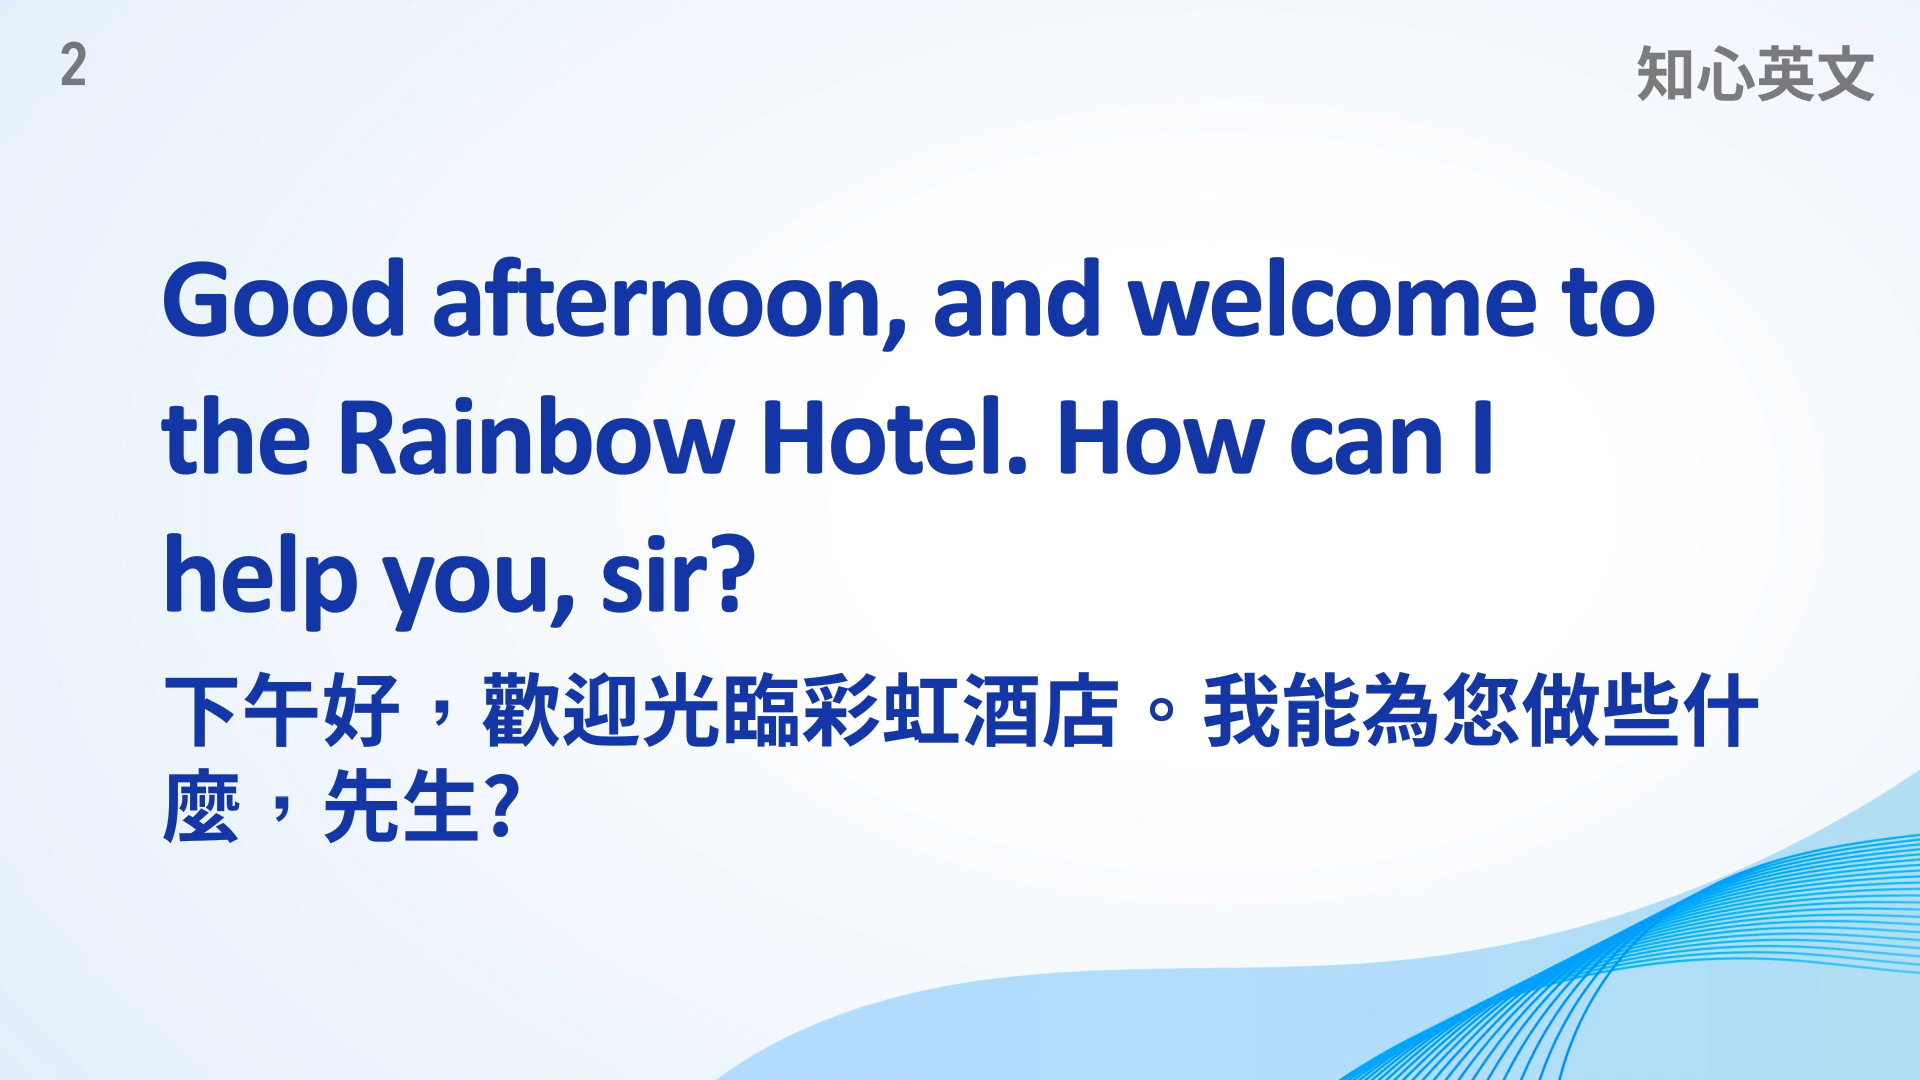 2
知心英文
Good afternoon, and welcome to
the Rainbow Hotel. How can I
help you, sir?
下午好，歡迎光臨彩虹酒店。我能為您做些什
麼，先生?